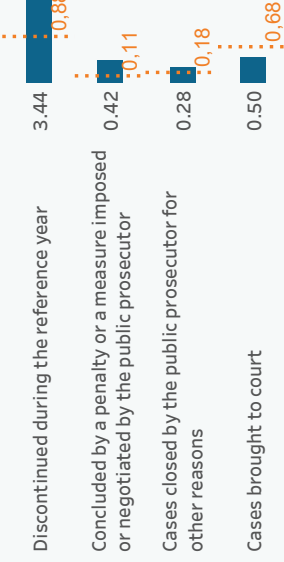 Discontinued during the reference year
3.44
Concluded by a penalty or a measure imposed
or negotiated by the public prosecutor
0.42
0,11
Cases closed by the public prosecutor for
other reasons
0.28
0,18
Cases brought to court
0.50
0,68